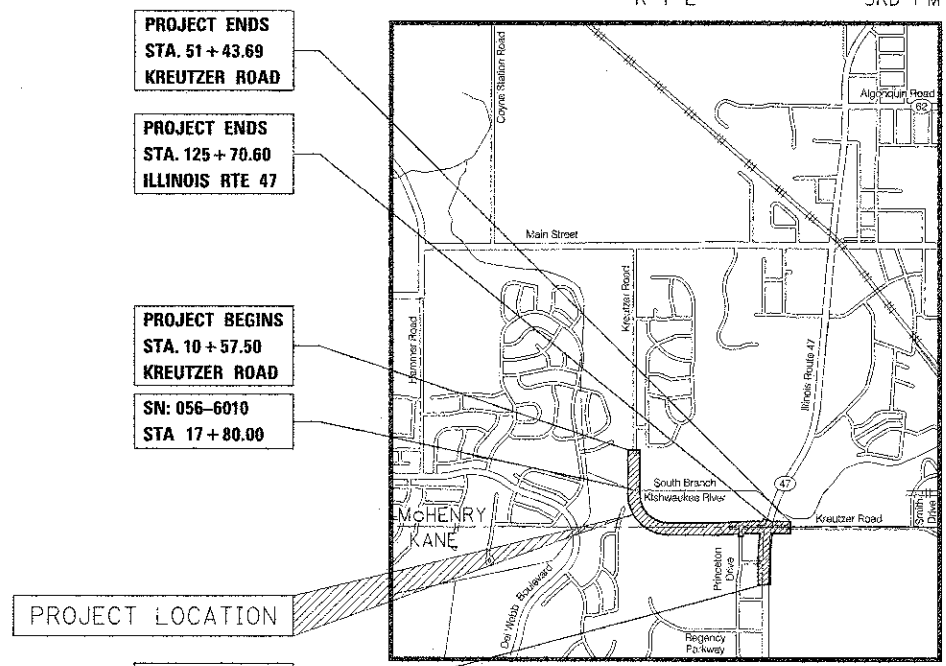 PROJECT ENDS
STA. 51 + 43.69
KREUTZER ROAD
PROJECT ENDS
STA. 125 + 70.60
ILLINOIS RTE 47
PROJECT BEGINS
STA. 10 + 57.50
KREUTZER ROAD
SN: 056-6010
STA 17 + 80.00
PROJECT LOCATION
Coyne Station Road
Algonquin Road
62
Main Street
Hammer Road
Kreutzer Road
Illinois Route 47
South Branch
Kishwaukee River
47
Kreutzer Road
Smith
Drive
McHENRY
KANE
Del Webb Boulevard
Princeton
Drive
Regency
Parkway